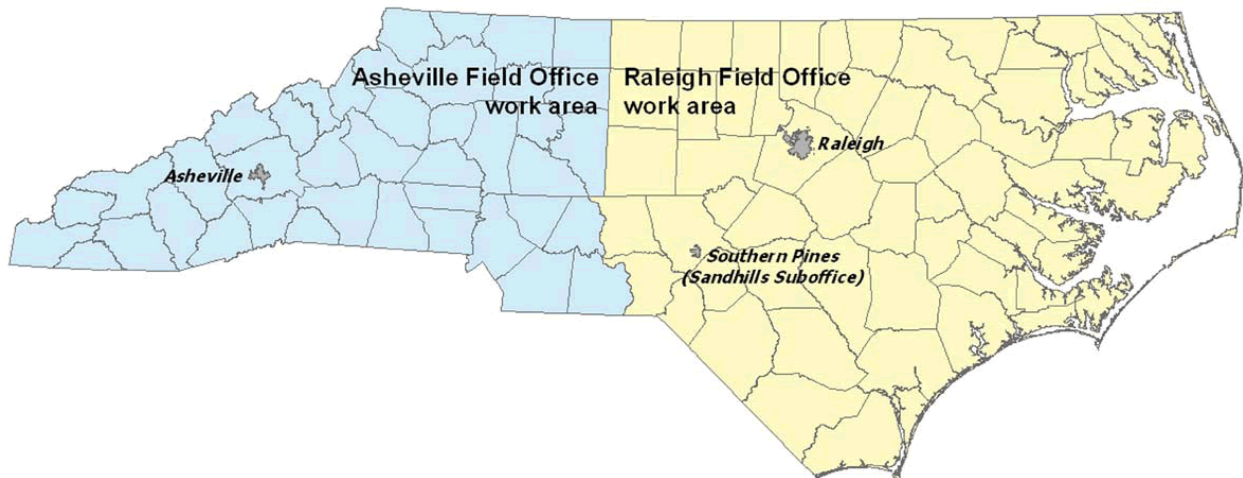 Asheville Field Office
work area
Raleigh Field Office
work area
Raleigh
Asheville
Southern Pines
(Sandhills Suboffice)